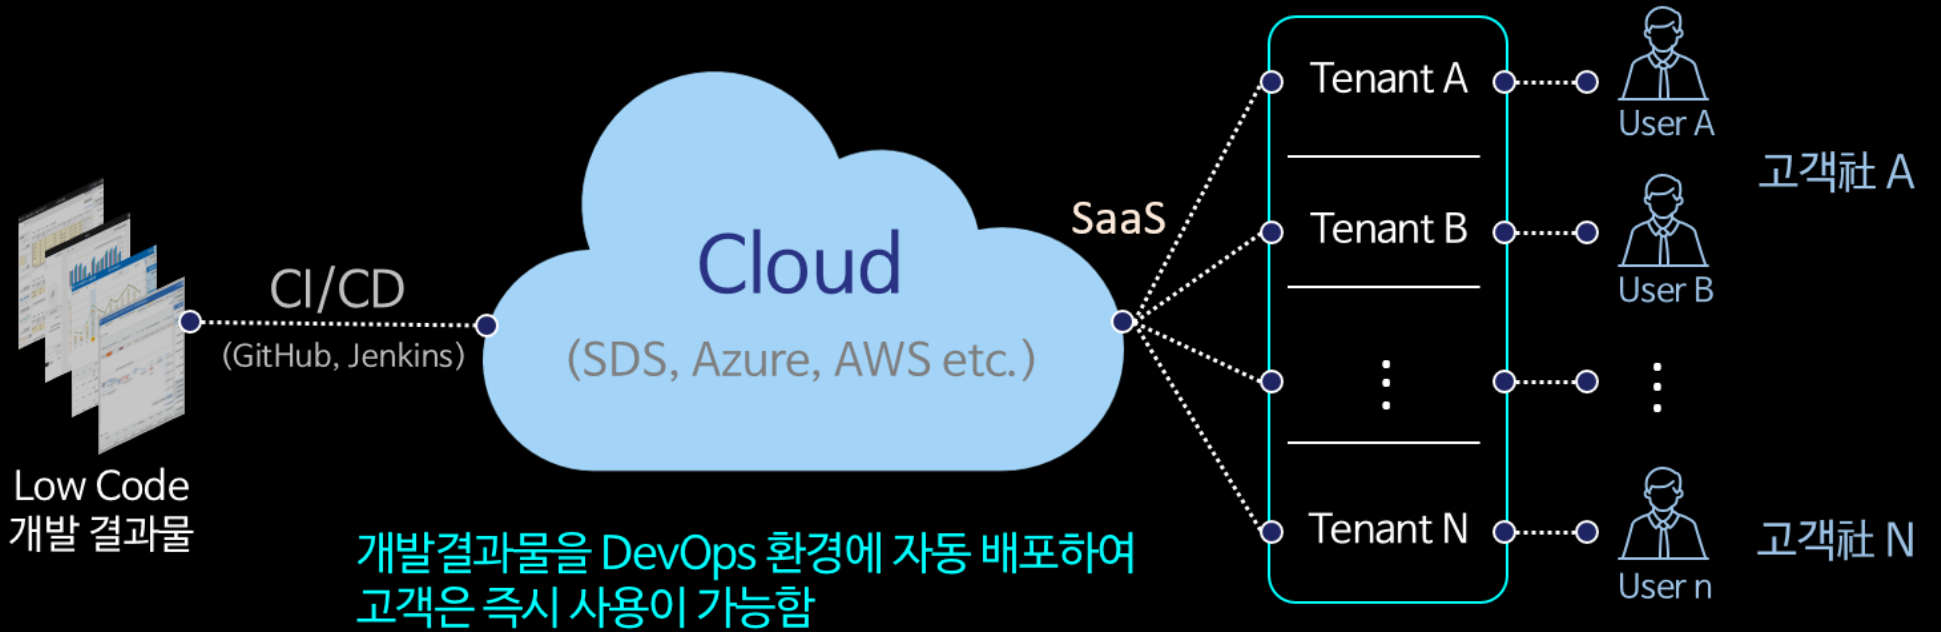 Low Code
개발 결과물
CI/CD
(GitHub, Jenkins)
Cloud
(SDS, Azure, AWS etc.)
개발결과물을 DevOps 환경에 자동 배포하여
고객은 즉시 사용이 가능함
SaaS
Tenant A
Tenant B
Tenant N
User A
User B
User n
고객社 A
고객社 N